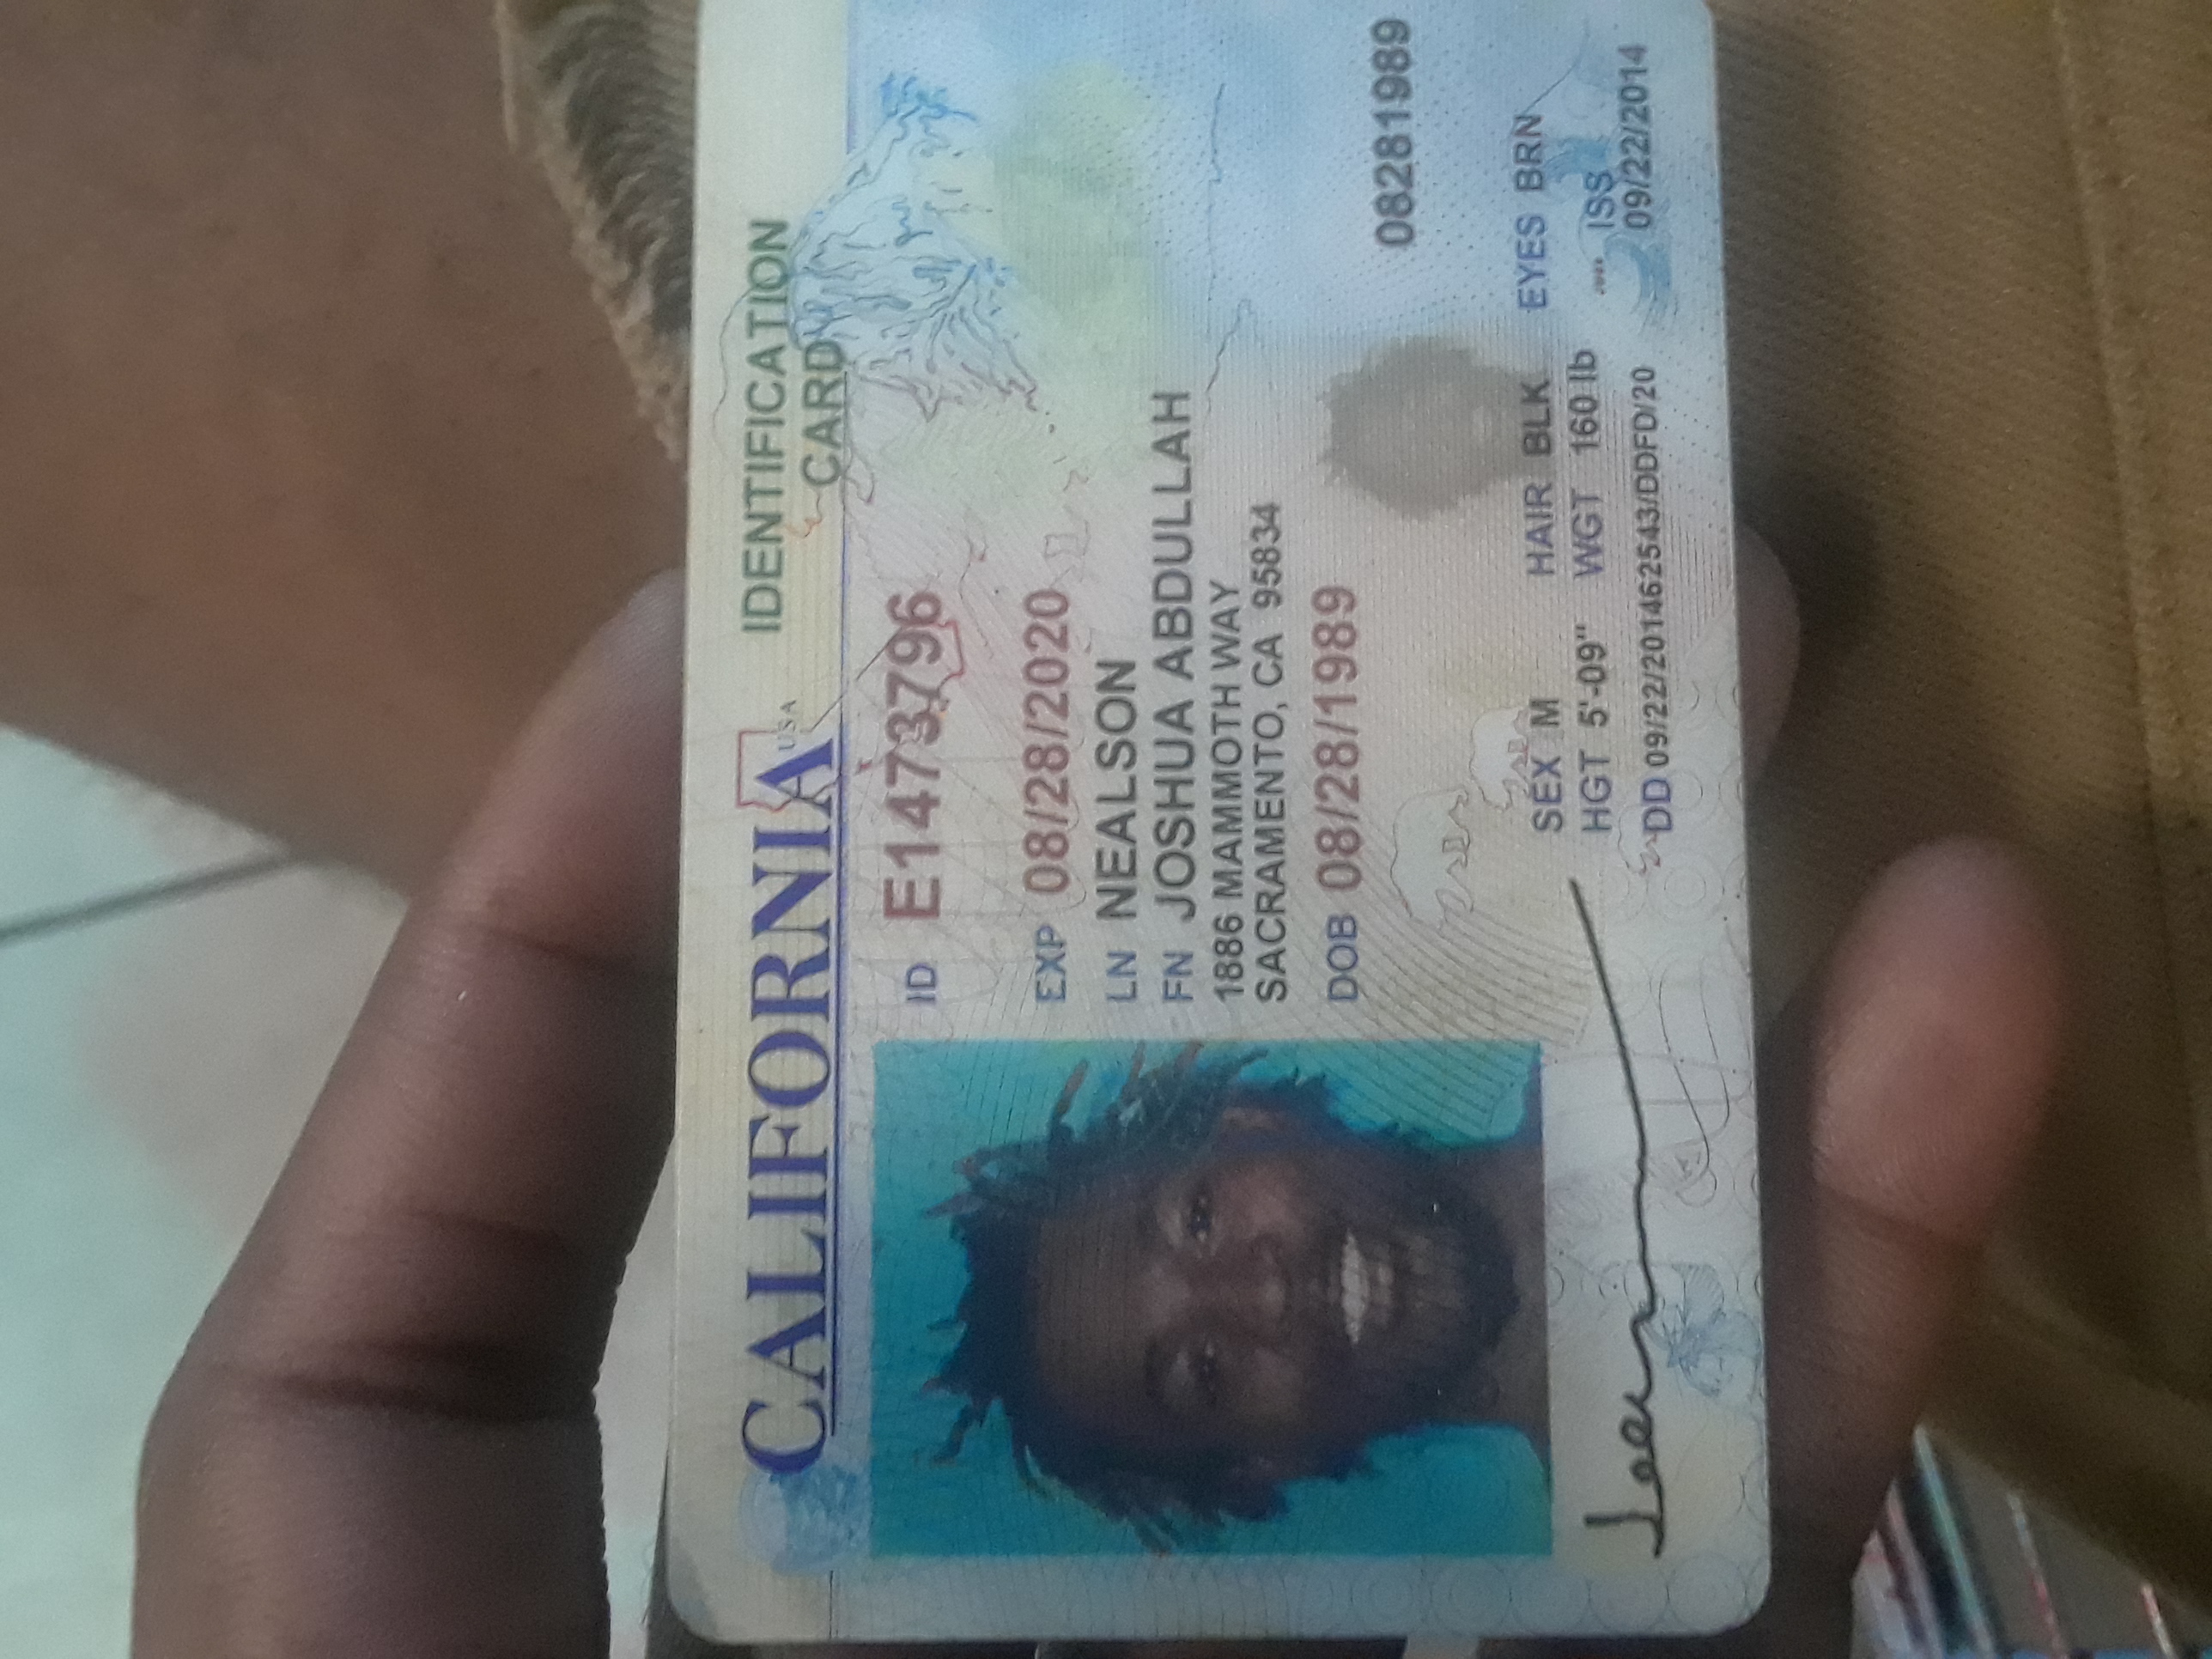 CALIFORNIA USA
IDENTIFICATION
CARD
ID E1473796
EXP 08/28/2020
LN NEALSON
FN JOSHUA ABDULLAH
1886 MAMMOTH WAY
SACRAMENTO, CA 95834
DOB 08/28/1989
08281989
SEX M HAIR BLK EYES BRN
HGT 5'-09" WGT 160 lb
ISS
09/22/2014
DD 09/22/201462543/DDFD/20